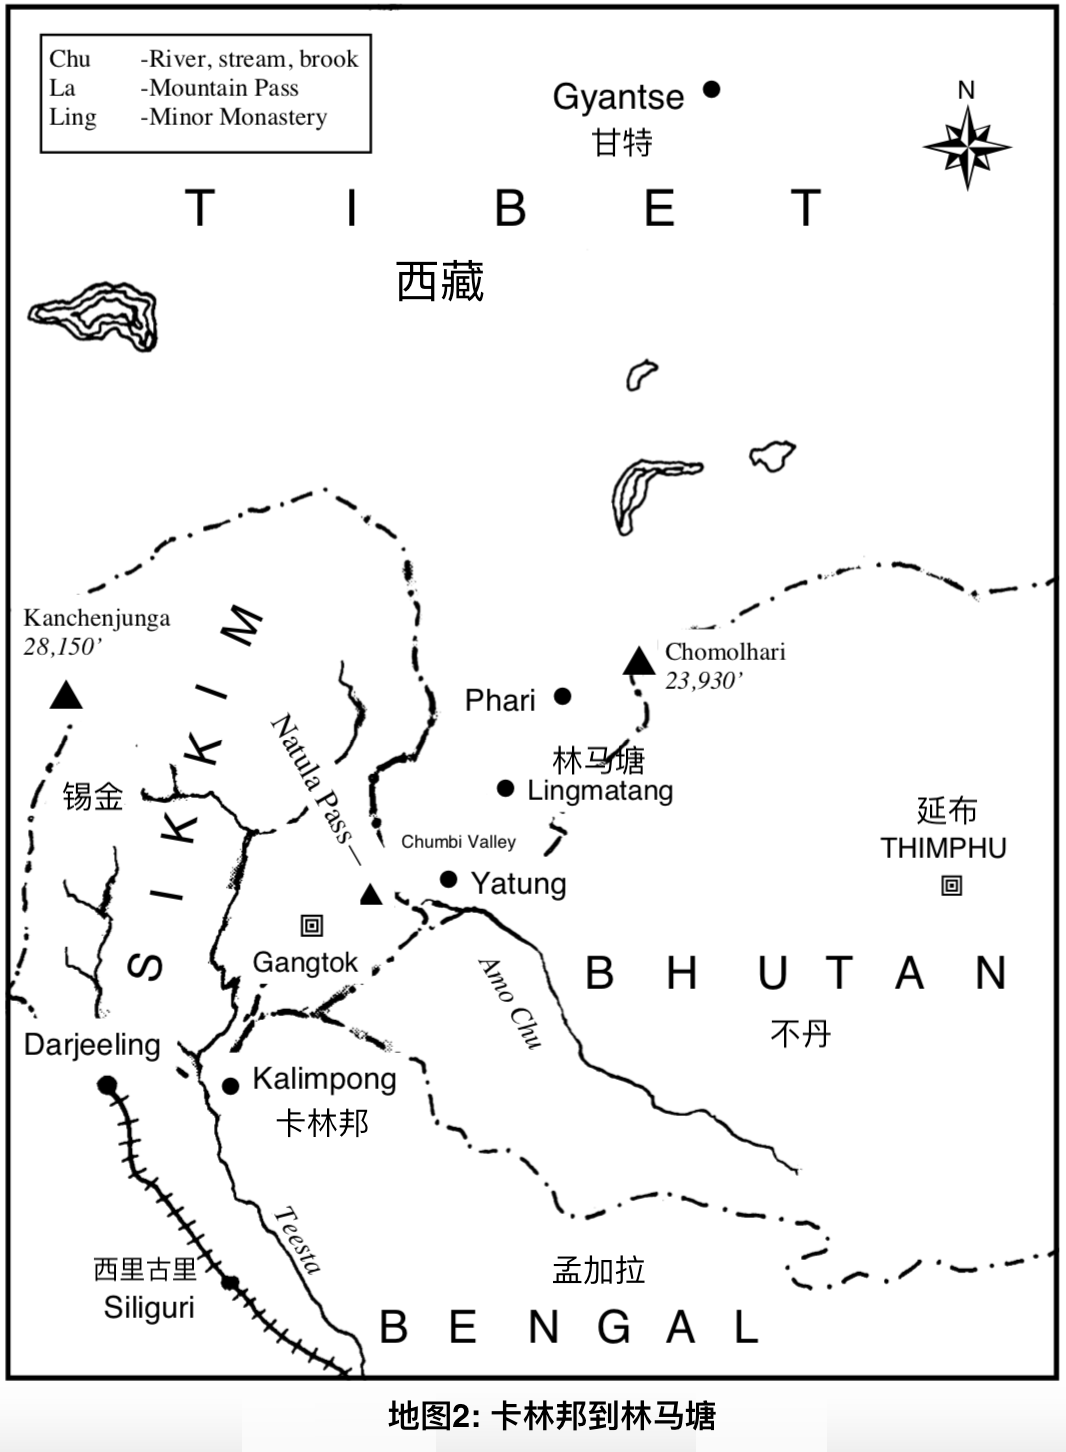 Chu -River, stream, brook
La -Mountain Pass
Ling -Minor Monastery
Gyantse
甘特
N
T I B E T
西藏
Kanchenjunga
28,150’
S I K K I M
锡金
Natula Pass
Chomolhari
23,930’
Phari
林马塘
Lingmatang
Chumbi Valley
Yatung
延布
THIMPHU
Gangtok
B H U T A N
不丹
Amo Chu
Darjeeling
Kalimpong
卡林邦
Teesta
西里古里
Siliguri
孟加拉
B E N G A L
地图2: 卡林邦到林马塘